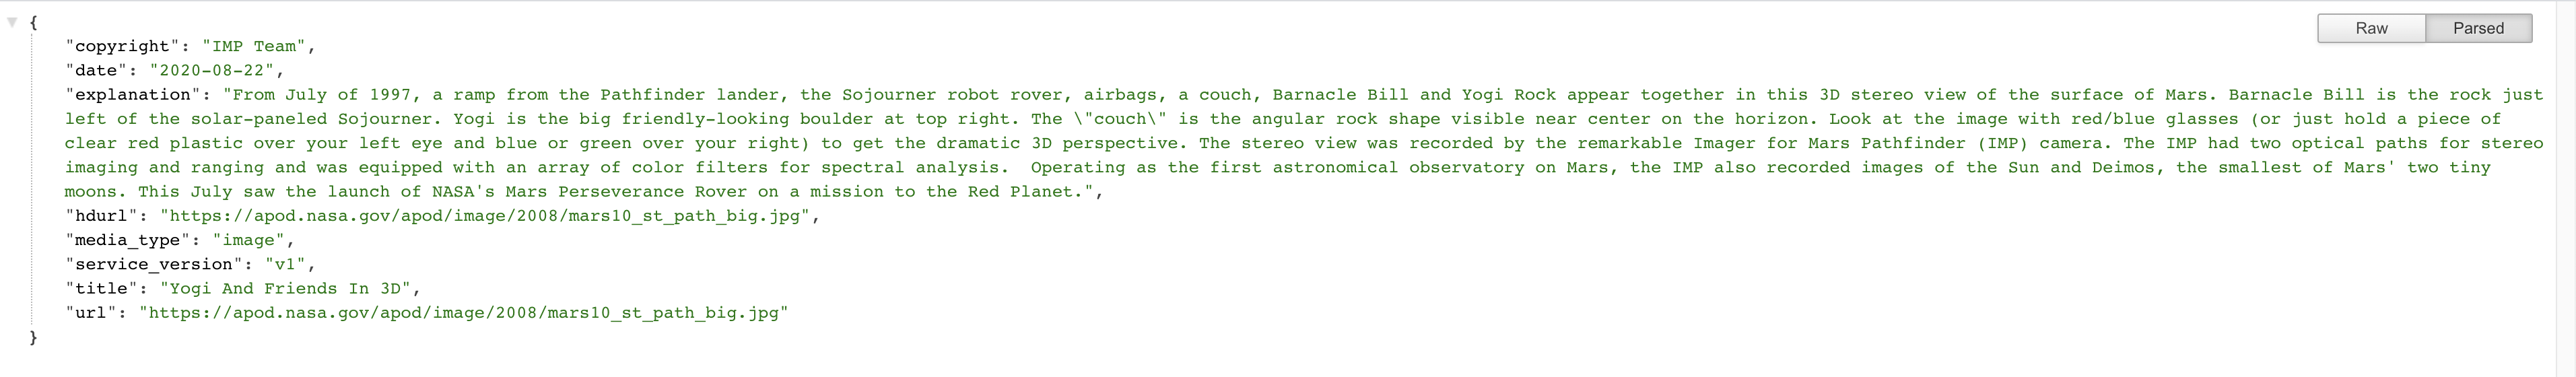 {
Raw Parsed
"copyright": "IMP Team",
"date": "2020-08-22",
"explanation": "From July of 1997, a ramp from the Pathfinder lander, the Sojourner robot rover, airbags, a couch, Barnacle Bill and Yogi Rock appear together in this 3D stereo view of the surface of Mars. Barnacle Bill is the rock just
left of the solar-paneled Sojourner. Yogi is the big friendly-looking boulder at top right. The \"couch\" is the angular rock shape visible near center on the horizon. Look at the image with red/blue glasses (or just hold a piece of
clear red plastic over your left eye and blue or green over your right) to get the dramatic 3D perspective. The stereo view was recorded by the remarkable Imager for Mars Pathfinder (IMP) camera. The IMP had two optical paths for stereo
imaging and ranging and was equipped with an array of color filters for spectral analysis.  Operating as the first astronomical observatory on Mars, the IMP also recorded images of the Sun and Deimos, the smallest of Mars' two tiny
moons. This July saw the launch of NASA's Mars Perseverance Rover on a mission to the Red Planet.",
"hdurl": "https://apod.nasa.gov/apod/image/2008/mars10_st_path_big.jpg",
"media_type": "image",
"service_version": "v1",
"title": "Yogi And Friends In 3D",
"url": "https://apod.nasa.gov/apod/image/2008/mars10_st_path_big.jpg"
}